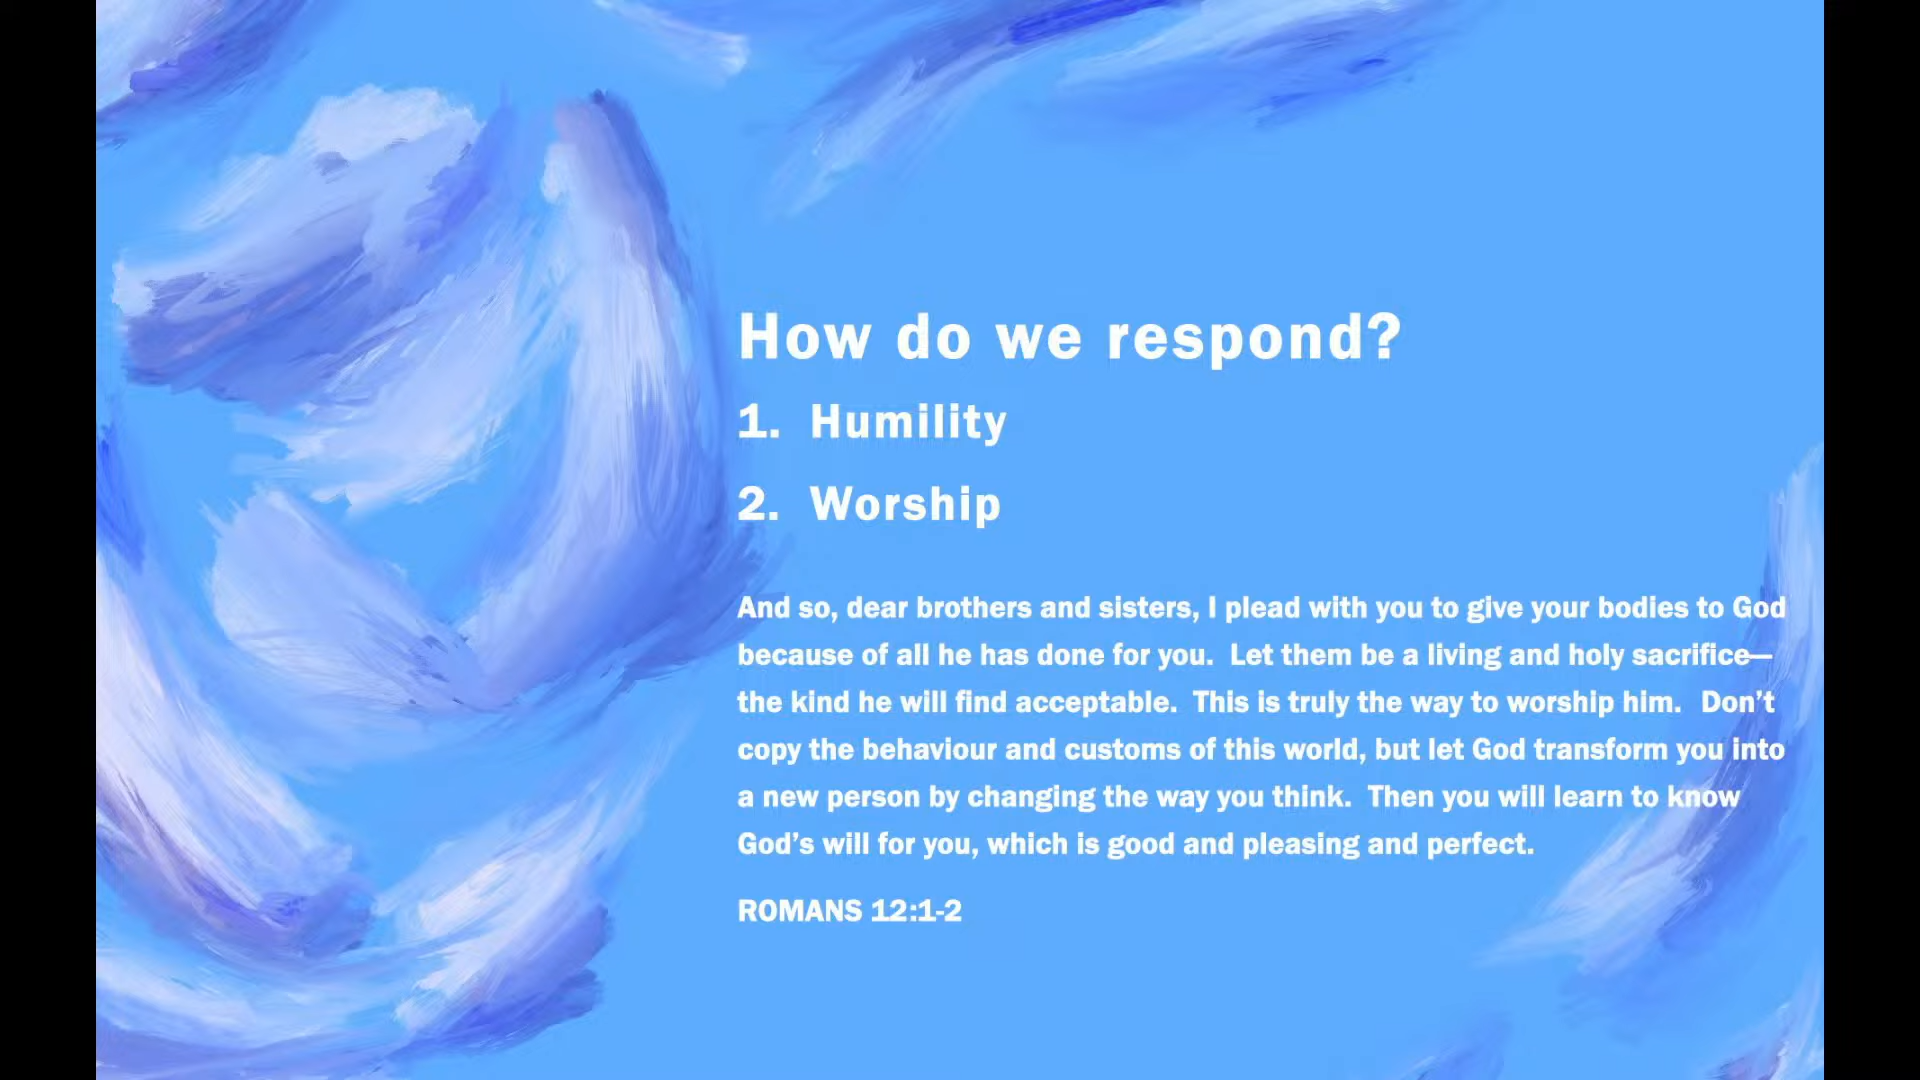 How do we respond?
1. Humility
2. Worship
And so, dear brothers and sisters, I plead with you to give your bodies to God
because of all he has done for you. Let them be a living and holy sacrifice—
the kind he will find acceptable. This is truly the way to worship him. Don’t
copy the behaviour and customs of this world, but let God transform you into
a new person by changing the way you think. Then you will learn to know
God’s will for you, which is good and pleasing and perfect.
ROMANS 12:1-2